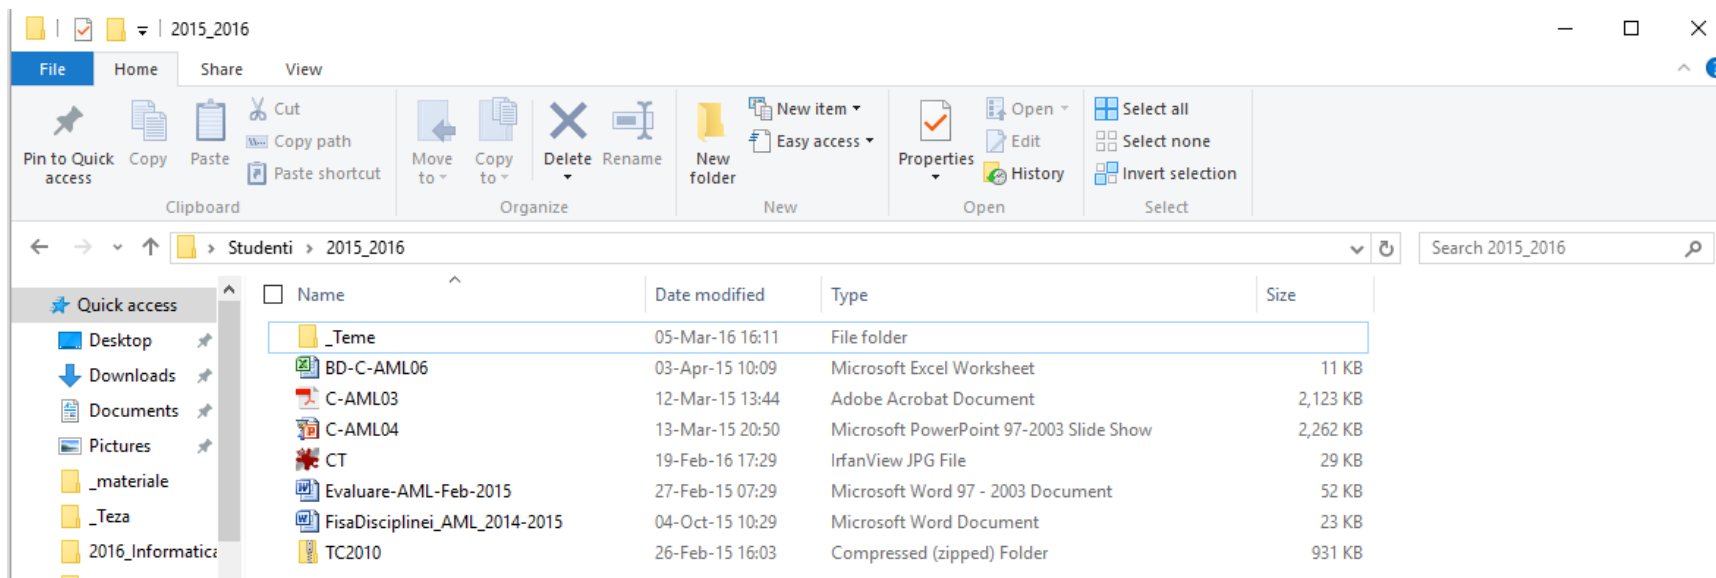 2015_2016
File Home Share View
Pin to Quick access
Copy
Paste
Cut
Copy path
Paste shortcut
Clipboard
Move to
Copy to
Delete
Rename
Organize
New folder
New item
Easy access
New
Properties
Open
Edit
History
Open
Select all
Select none
Invert selection
Select
Studenti > 2015_2016
Search 2015_2016
Quick access
Desktop
Downloads
Documents
Pictures
_materiale
_Teza
2016_Informatica
Name Date modified Type Size
_Teme 05-Mar-16 16:11 File folder
BD-C-AML06 03-Apr-15 10:09 Microsoft Excel Worksheet 11 KB
C-AML03 12-Mar-15 13:44 Adobe Acrobat Document 2,123 KB
C-AML04 13-Mar-15 20:50 Microsoft PowerPoint 97-2003 Slide Show 2,262 KB
CT 19-Feb-16 17:29 IrfanView JPG File 29 KB
Evaluare-AML-Feb-2015 27-Feb-15 07:29 Microsoft Word 97 - 2003 Document 52 KB
FisaDisciplinei_AML_2014-2015 04-Oct-15 10:29 Microsoft Word Document 23 KB
TC2010 26-Feb-15 16:03 Compressed (zipped) Folder 931 KB